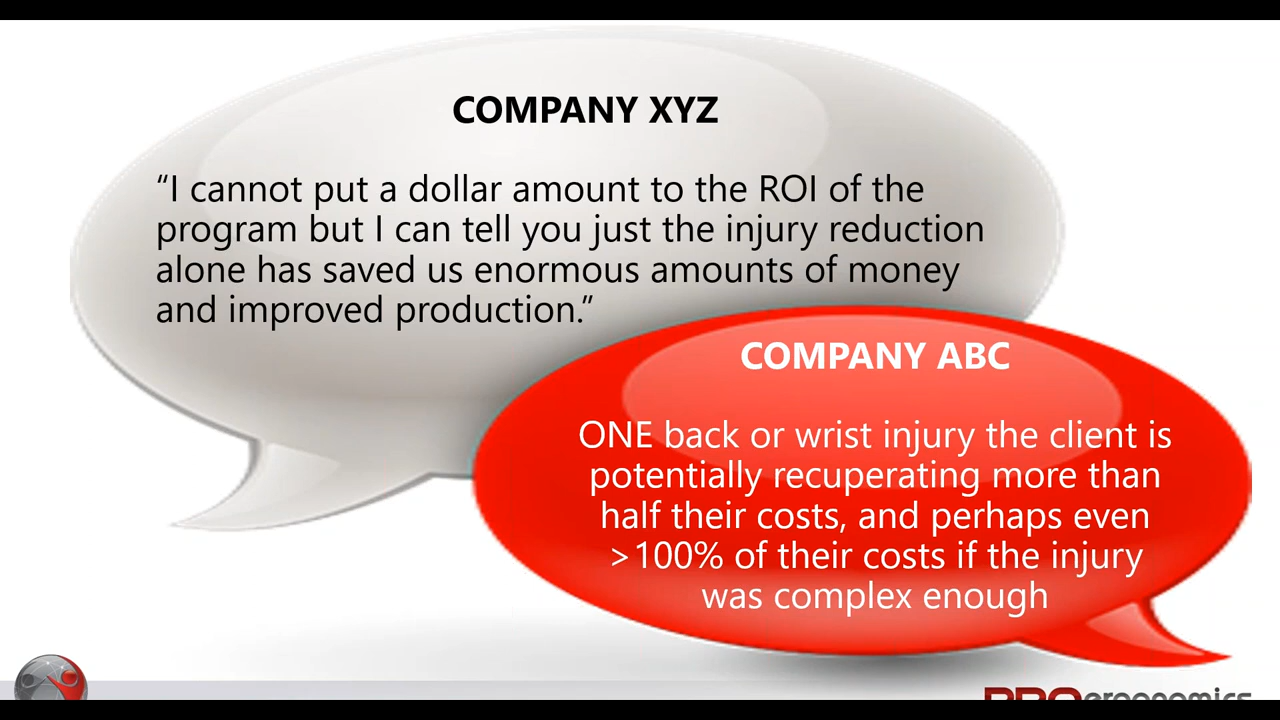 COMPANY XYZ
“I cannot put a dollar amount to the ROI of the
program but I can tell you just the injury reduction
alone has saved us enormous amounts of money
and improved production.”
COMPANY ABC
ONE back or wrist injury the client is
potentially recuperating more than
half their costs, and perhaps even
>100% of their costs if the injury
was complex enough
PROergonomics